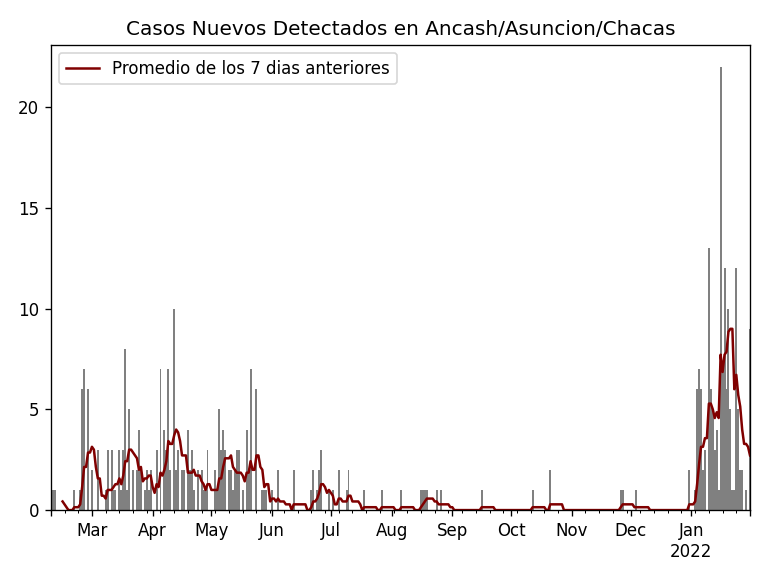 Casos Nuevos Detectados en Ancash/Asuncion/Chacas
Promedio de los 7 dias anteriores
20
15
10
5
0
Mar Apr May Jun Jul Aug Sep Oct Nov Dec Jan
2022